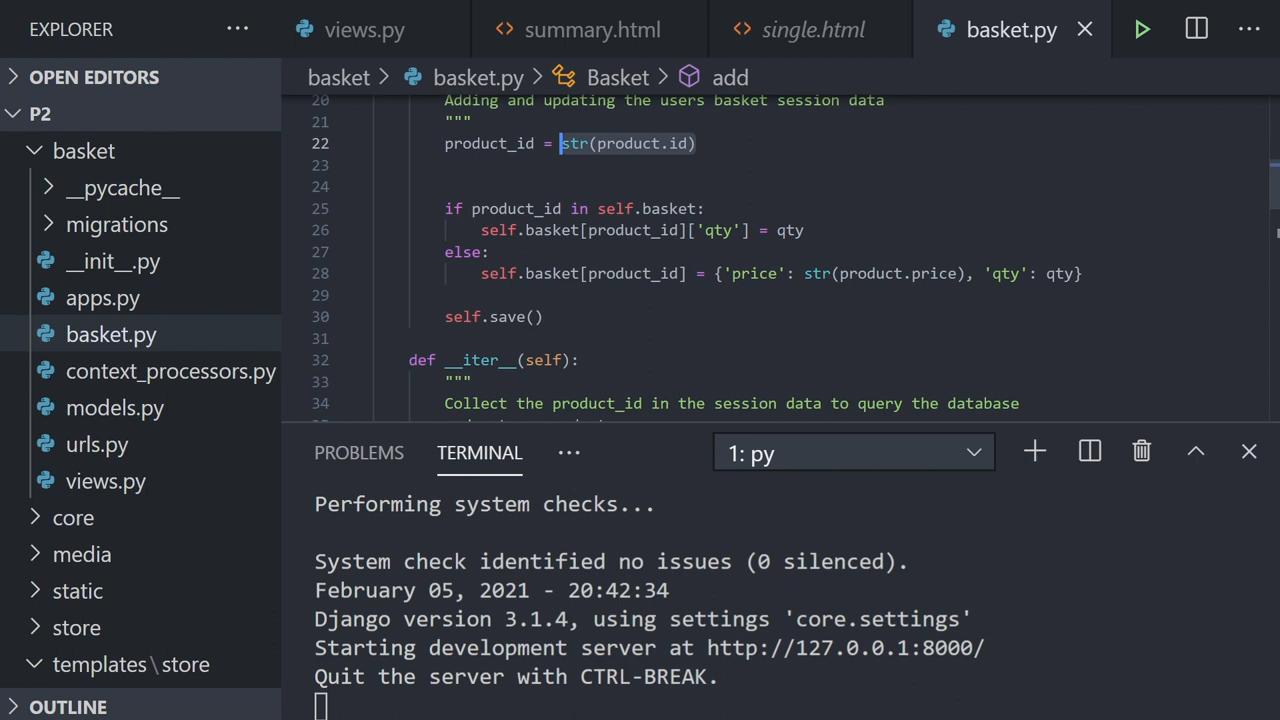 EXPLORER ...
views.py
summary.html
single.html
basket.py
OPEN EDITORS
P2
basket
__pycache__
migrations
__init__.py
apps.py
basket.py
context_processors.py
models.py
urls.py
views.py
core
media
static
store
templates\store
OUTLINE
basket > basket.py > Basket > add
20 Adding and updating the users basket session data
21 """
22 product_id = str(product.id)
23
24
25 if product_id in self.basket:
26 self.basket[product_id]['qty'] = qty
27 else:
28 self.basket[product_id] = {'price': str(product.price), 'qty': qty}
29
30 self.save()
31
32 def __iter__(self):
33 """
34 Collect the product_id in the session data to query the database
PROBLEMS TERMINAL ... 1: py
Performing system checks...
System check identified no issues (0 silenced).
February 05, 2021 - 20:42:34
Django version 3.1.4, using settings 'core.settings'
Starting development server at http://127.0.0.1:8000/
Quit the server with CTRL-BREAK.